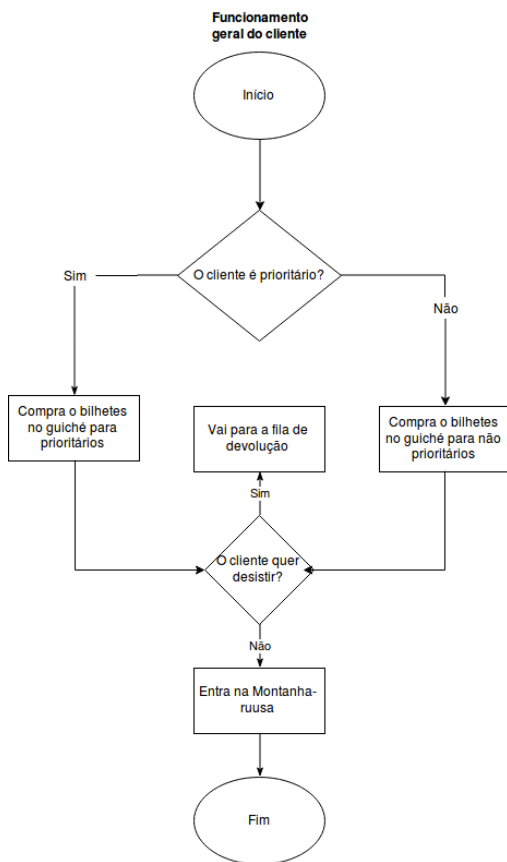 Funcionamento
geral do cliente
Início
O cliente é prioritário?
Sim
Não
Compra o bilhetes
no guiché para
prioritários
Vai para a fila de
devolução
Compra o bilhetes
no guiché para não
prioritários
Sim
O cliente quer
desistir?
Não
Entra na Montanha-
ruusa
Fim